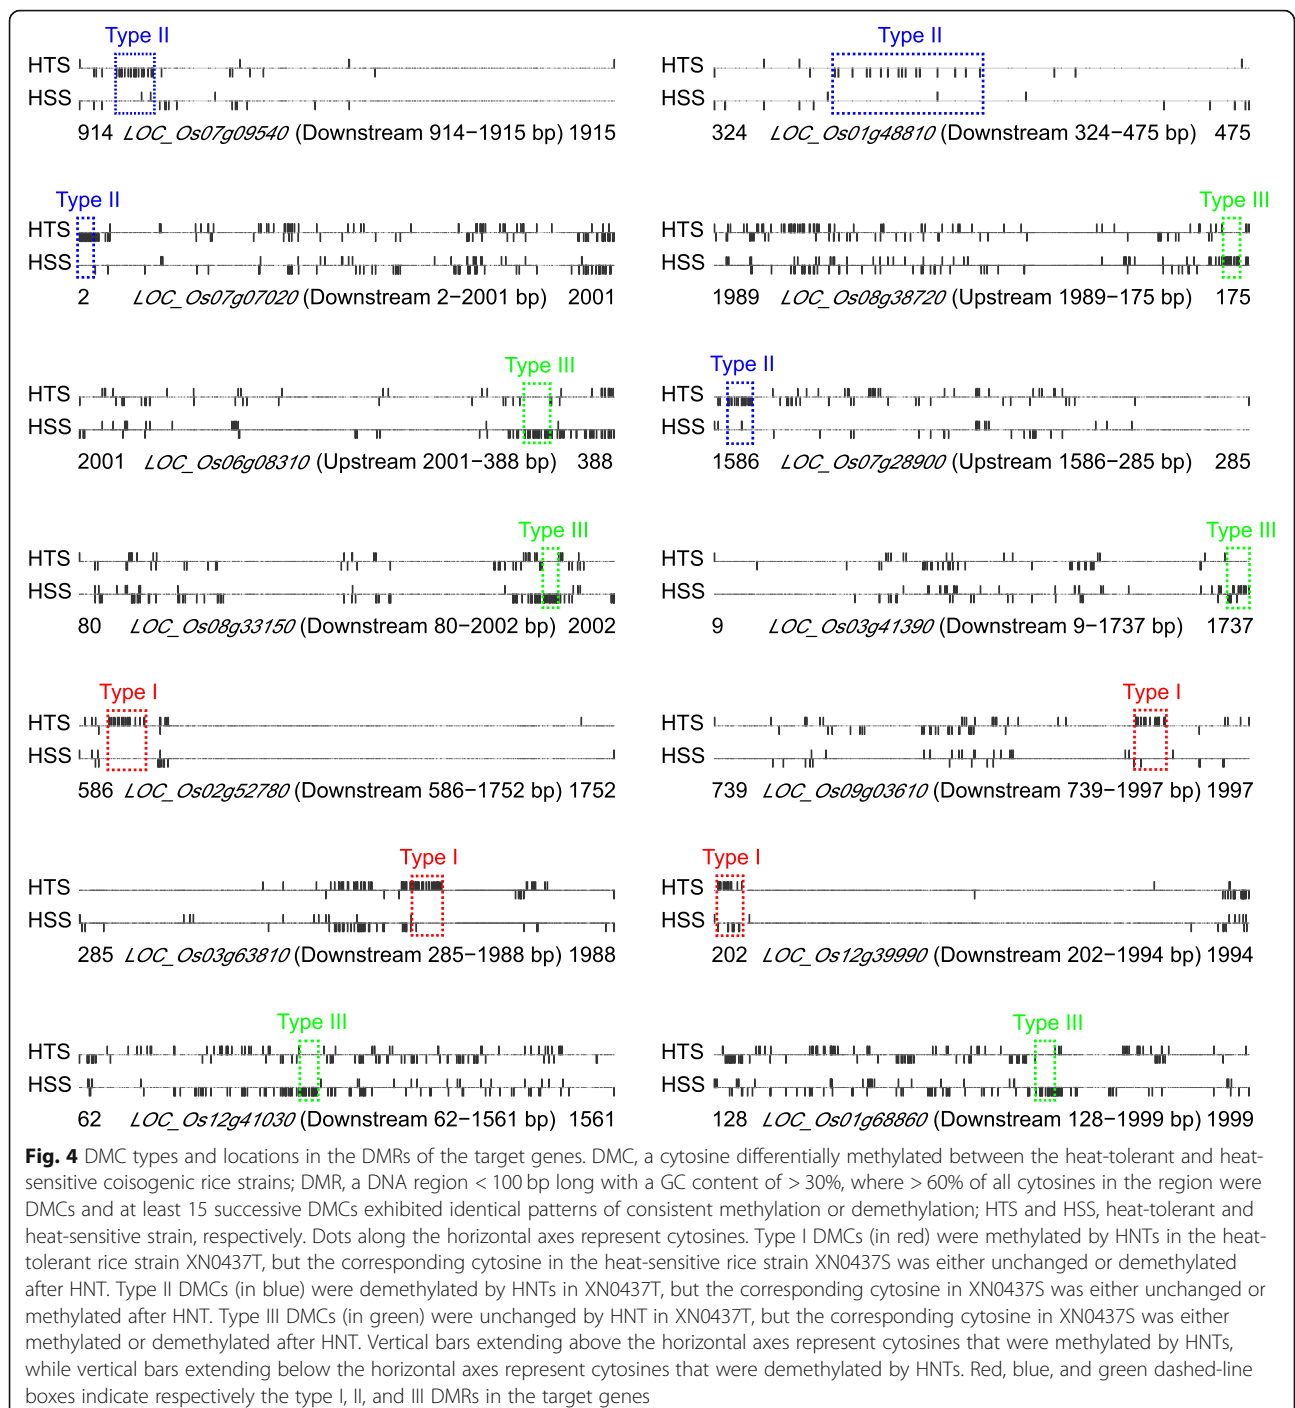 Type II
HTS
HSS
914 LOC_Os07g09540 (Downstream 914−1915 bp) 1915
Type II
HTS
HSS
324 LOC_Os01g48810 (Downstream 324−475 bp) 475
Type II
HTS
HSS
2 LOC_Os07g07020 (Downstream 2−2001 bp) 2001
Type III
HTS
HSS
1989 LOC_Os08g38720 (Upstream 1989−175 bp) 175
Type III
HTS
HSS
2001 LOC_Os06g08310 (Upstream 2001−388 bp) 388
Type II
HTS
HSS
1586 LOC_Os07g28900 (Upstream 1586−285 bp) 285
Type III
HTS
HSS
80 LOC_Os08g33150 (Downstream 80−2002 bp) 2002
Type III
HTS
HSS
9 LOC_Os03g41390 (Downstream 9−1737 bp) 1737
Type I
HTS
HSS
586 LOC_Os02g52780 (Downstream 586−1752 bp) 1752
Type I
HTS
HSS
739 LOC_Os09g03610 (Downstream 739−1997 bp) 1997
Type I
HTS
HSS
285 LOC_Os03g63810 (Downstream 285−1988 bp) 1988
Type I
HTS
HSS
202 LOC_Os12g39990 (Downstream 202−1994 bp) 1994
Type III
HTS
HSS
62 LOC_Os12g41030 (Downstream 62−1561 bp) 1561
Type III
HTS
HSS
128 LOC_Os01g68860 (Downstream 128−1999 bp) 1999
Fig. 4 DMC types and locations in the DMRs of the target genes. DMC, a cytosine differentially methylated between the heat-tolerant and heat-
sensitive coisogenic rice strains; DMR, a DNA region < 100 bp long with a GC content of > 30%, where > 60% of all cytosines in the region were
DMCs and at least 15 successive DMCs exhibited identical patterns of consistent methylation or demethylation; HTS and HSS, heat-tolerant and
heat-sensitive strain, respectively. Dots along the horizontal axes represent cytosines. Type I DMCs (in red) were methylated by HNTs in the heat-
tolerant rice strain XN0437T, but the corresponding cytosine in the heat-sensitive rice strain XN0437S was either unchanged or demethylated
after HNT. Type II DMCs (in blue) were demethylated by HNTs in XN0437T, but the corresponding cytosine in XN0437S was either unchanged or
methylated after HNT. Type III DMCs (in green) were unchanged by HNT in XN0437T, but the corresponding cytosine in XN0437S was either
methylated or demethylated after HNT. Vertical bars extending above the horizontal axes represent cytosines that were methylated by HNTs,
while vertical bars extending below the horizontal axes represent cytosines that were demethylated by HNTs. Red, blue, and green dashed-line
boxes indicate respectively the type I, II, and III DMRs in the target genes